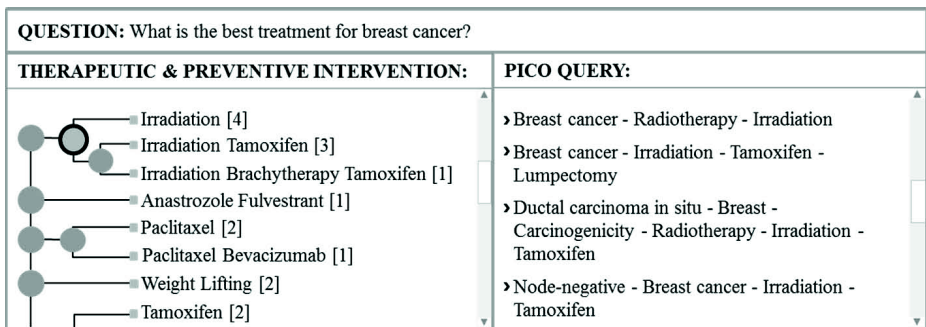 QUESTION: What is the best treatment for breast cancer?
THERAPEUTIC & PREVENTIVE INTERVENTION:
Irradiation [4]
Irradiation Tamoxifen [3]
Irradiation Brachytherapy Tamoxifen [1]
Anastrozole Fulvestrant [1]
Paclitaxel [2]
Paclitaxel Bevacizumab [1]
Weight Lifting [2]
Tamoxifen [2]
PICO QUERY:
Breast cancer - Radiotherapy - Irradiation
Breast cancer - Irradiation - Tamoxifen -
Lumpectomy
Ductal carcinoma in situ - Breast -
Carcinogenicity - Radiotherapy - Irradiation -
Tamoxifen
Node-negative - Breast cancer - Irradiation -
Tamoxifen